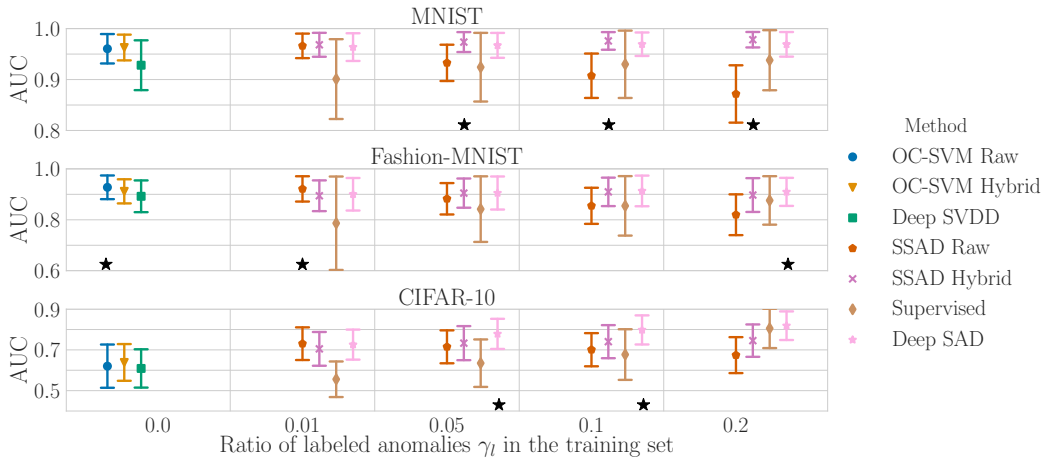 MNIST
1.0
0.9
0.8
AUC
Fashion-MNIST
1.0
0.8
0.6
AUC
CIFAR-10
0.9
0.7
0.5
AUC
0.0 0.01 0.05 0.1 0.2
Ratio of labeled anomalies γl in the training set
Method
OC-SVM Raw
OC-SVM Hybrid
Deep SVDD
SSAD Raw
SSAD Hybrid
Supervised
Deep SAD